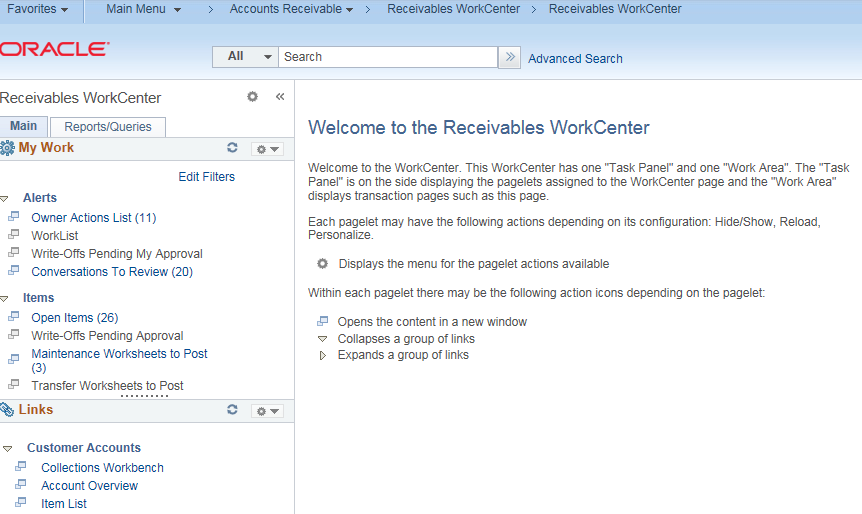 Favorites Main Menu > Accounts Receivable > Receivables WorkCenter > Receivables WorkCenter
ORACLE
All Search » Advanced Search
Receivables WorkCenter «
Main Reports/Queries
My Work
Edit Filters
Alerts
Owner Actions List (11)
WorkList
Write-Offs Pending My Approval
Conversations To Review (20)
Items
Open Items (26)
Write-Offs Pending Approval
Maintenance Worksheets to Post
(3)
Transfer Worksheets to Post
Links
Customer Accounts
Collections Workbench
Account Overview
Item List
Welcome to the Receivables WorkCenter
Welcome to the WorkCenter. This WorkCenter has one "Task Panel" and one "Work Area". The "Task
Panel" is on the side displaying the pagelets assigned to the WorkCenter page and the "Work Area"
displays transaction pages such as this page.
Each pagelet may have the following actions depending on its configuration: Hide/Show, Reload,
Personalize.
Displays the menu for the pagelet actions available
Within each pagelet there may be the following action icons depending on the pagelet:
Opens the content in a new window
Collapses a group of links
Expands a group of links